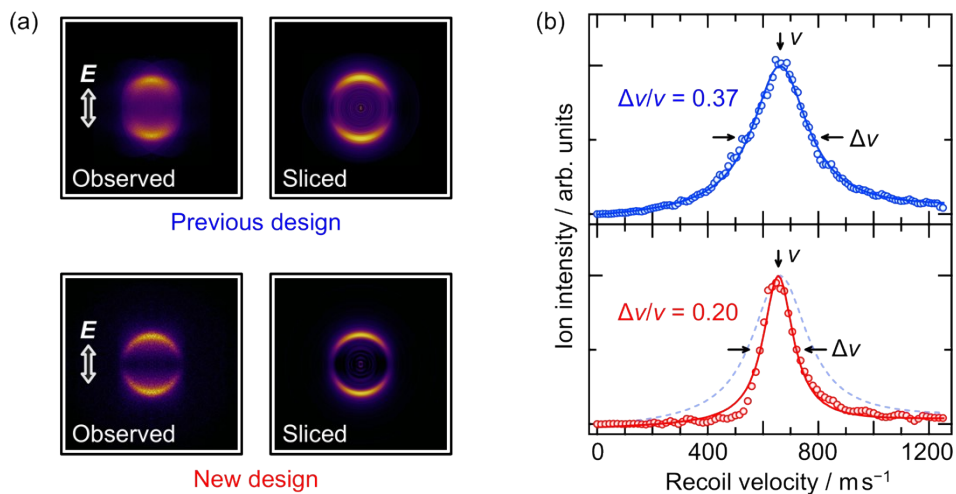 (a)
E
Observed
Sliced
Previous design
E
Observed
Sliced
New design
(b)
v
Δv/v = 0.37
Δv
v
Δv/v = 0.20
Δv
Ion intensity / arb. units
0 400 800 1200
Recoil velocity / m s⁻¹